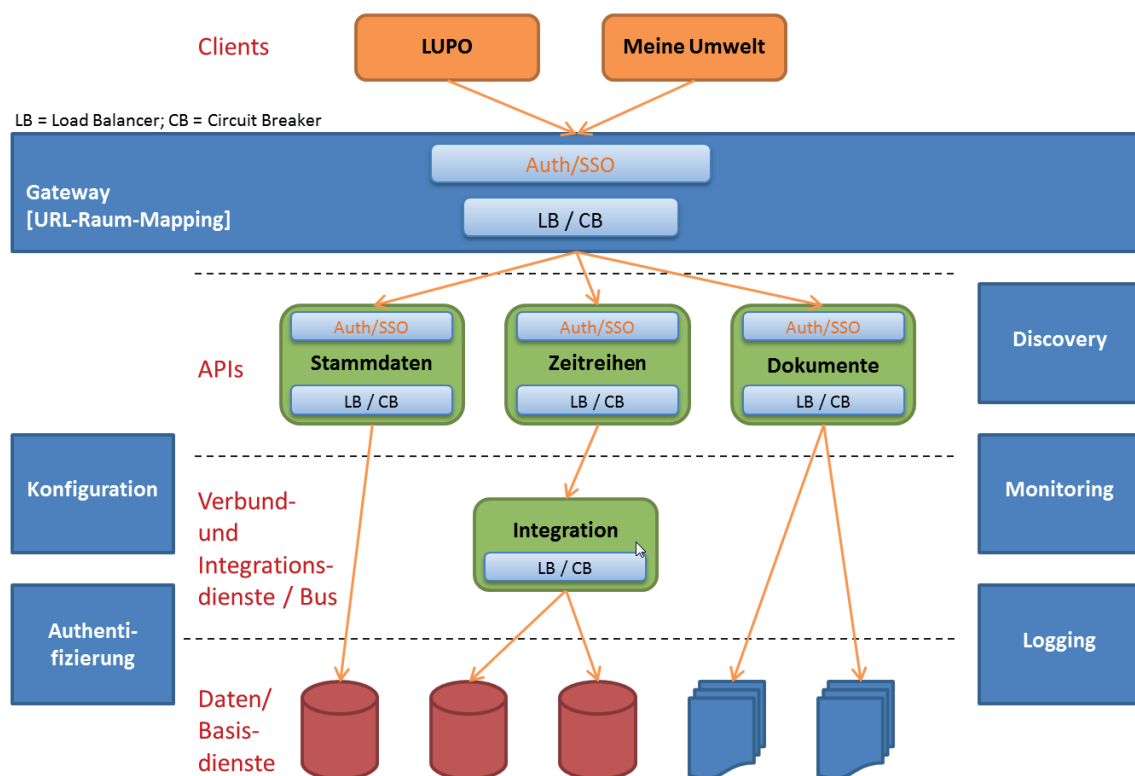 Clients
LUPO
Meine Umwelt
LB = Load Balancer; CB = Circuit Breaker
Auth/SSO
Gateway
[URL-Raum-Mapping]
LB / CB
Auth/SSO
Auth/SSO
Auth/SSO
Discovery
APIs
Stammdaten
Zeitreihen
Dokumente
LB / CB
LB / CB
LB / CB
Konfiguration
Monitoring
Verbund-
und
Integrations-
dienste / Bus
Integration
LB / CB
Authenti-
fizierung
Logging
Daten/
Basis-
dienste